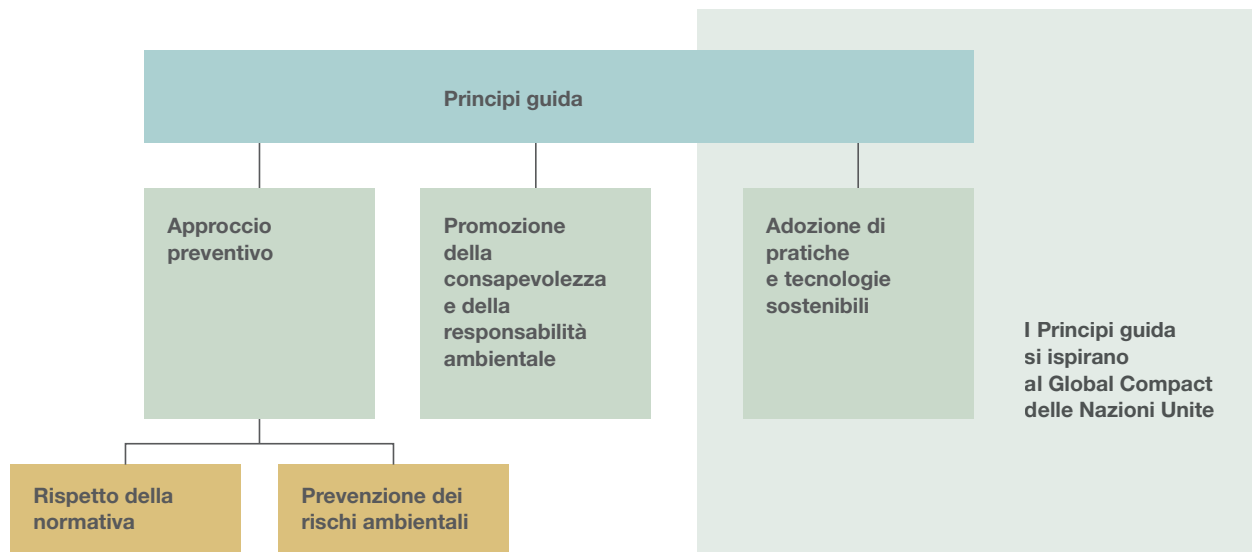 Principi guida
Approccio
preventivo
Promozione
della
consapevolezza
e della
responsabilità
ambientale
Adozione di
pratiche
e tecnologie
sostenibili
I Principi guida
si ispirano
al Global Compact
delle Nazioni Unite
Rispetto della
normativa
Prevenzione dei
rischi ambientali